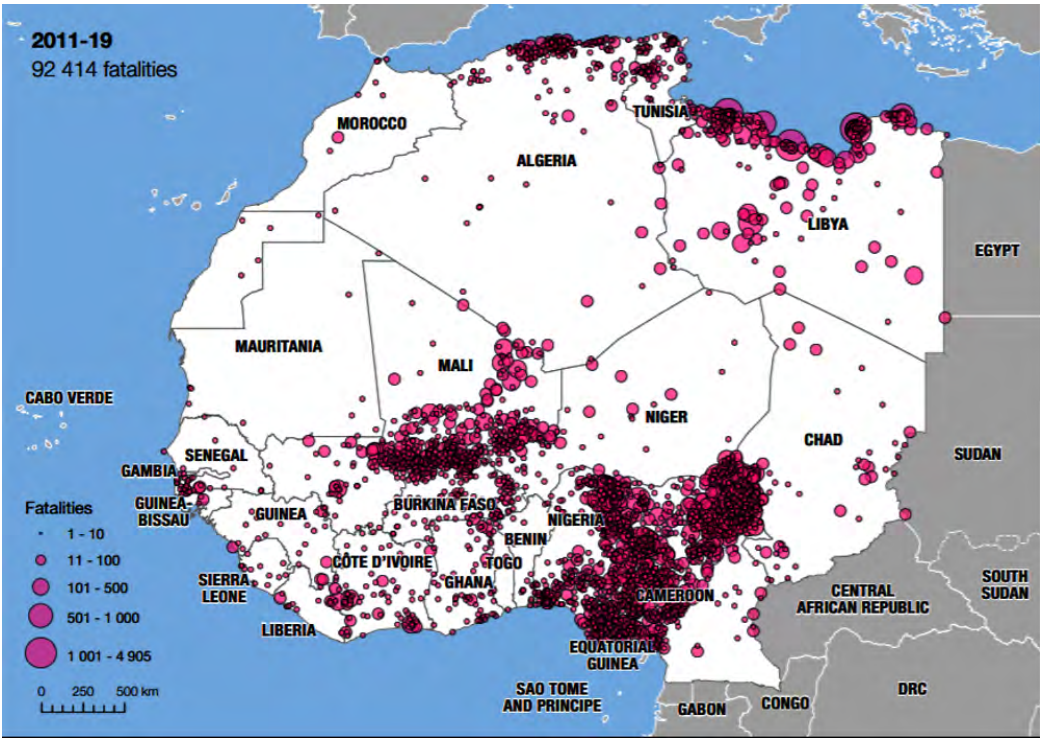 2011-19
92 414 fatalities
TUNISIA
MOROCCO
ALGERIA
LIBYA
EGYPT
MAURITANIA
MALI
CABO VERDE
NIGER
CHAD
SENEGAL
SUDAN
GAMBIA
GUINEA-
BISSAU
BURKINA FASO
GUINEA
NIGERIA
BENIN
CÔTE D'IVOIRE
TOGO
GHANA
SIERRA
LEONE
CAMEROON
CENTRAL
AFRICAN REPUBLIC
SOUTH
SUDAN
LIBERIA
EQUATORIAL
GUINEA
SAO TOME
AND PRINCIPE
GABON
CONGO
DRC
Fatalities
1 - 10
11 - 100
101 - 500
501 - 1 000
1 001 - 4 905
0 250 500 km